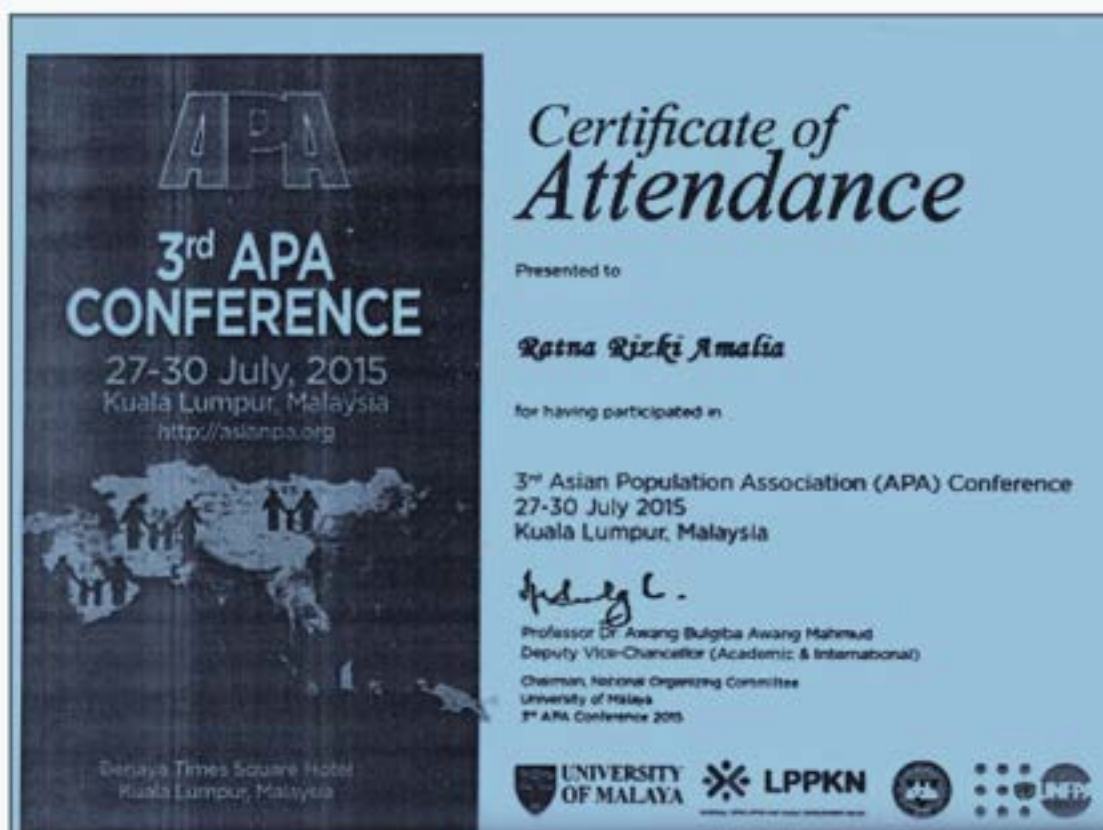 APA
3rd APA
CONFERENCE
27-30 July, 2015
Kuala Lumpur, Malaysia
http://asianpa.org
Berjaya Times Square Hotel
Kuala Lumpur, Malaysia
Certificate of
Attendance
Presented to
Ratna Rizki Amalia
for having participated in
3rd Asian Population Association (APA) Conference
27-30 July 2015
Kuala Lumpur, Malaysia
Professor Dr. Awang Bulgiba Awang Mahmud
Deputy Vice-Chancellor (Academic & International)
Chairman, National Organizing Committee
University of Malaya
3rd APA Conference 2015
UNIVERSITY
OF MALAYA
LPPKN
UNFPA